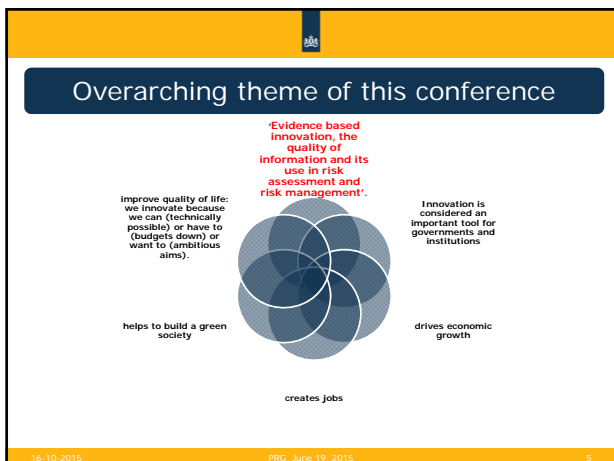 Overarching theme of this conference
'Evidence based
innovation, the
quality of
information and its
use in risk
assessment and
risk management'.
Innovation is
considered an
important tool for
governments and
institutions
drives economic
growth
creates jobs
helps to build a green
society
improve quality of life:
we innovate because
we can (technically
possible) or have to
(budgets down) or
want to (ambitious
aims).
16-10-2015
PRG, June 19, 2015
5